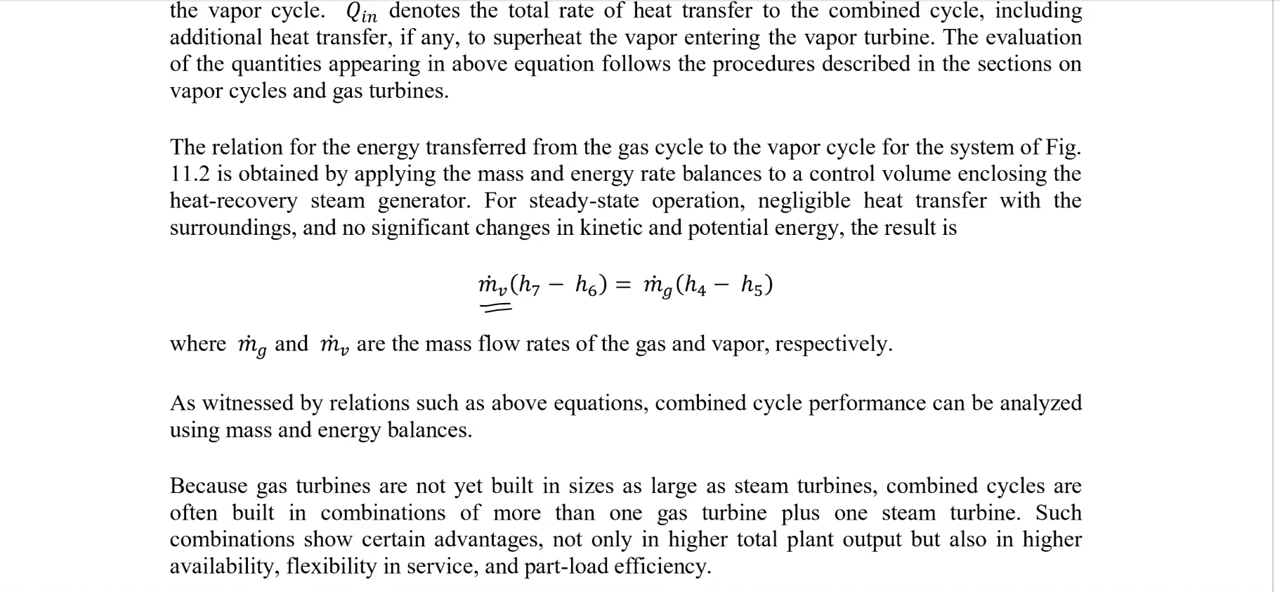 the vapor cycle. Q̇in denotes the total rate of heat transfer to the combined cycle, including
additional heat transfer, if any, to superheat the vapor entering the vapor turbine. The evaluation
of the quantities appearing in above equation follows the procedures described in the sections on
vapor cycles and gas turbines.
The relation for the energy transferred from the gas cycle to the vapor cycle for the system of Fig.
11.2 is obtained by applying the mass and energy rate balances to a control volume enclosing the
heat-recovery steam generator. For steady-state operation, negligible heat transfer with the
surroundings, and no significant changes in kinetic and potential energy, the result is
ṁᵥ(h₇ − h₆) = ṁg(h₄ − h₅)
where ṁg and ṁᵥ are the mass flow rates of the gas and vapor, respectively.
As witnessed by relations such as above equations, combined cycle performance can be analyzed
using mass and energy balances.
Because gas turbines are not yet built in sizes as large as steam turbines, combined cycles are
often built in combinations of more than one gas turbine plus one steam turbine. Such
combinations show certain advantages, not only in higher total plant output but also in higher
availability, flexibility in service, and part-load efficiency.